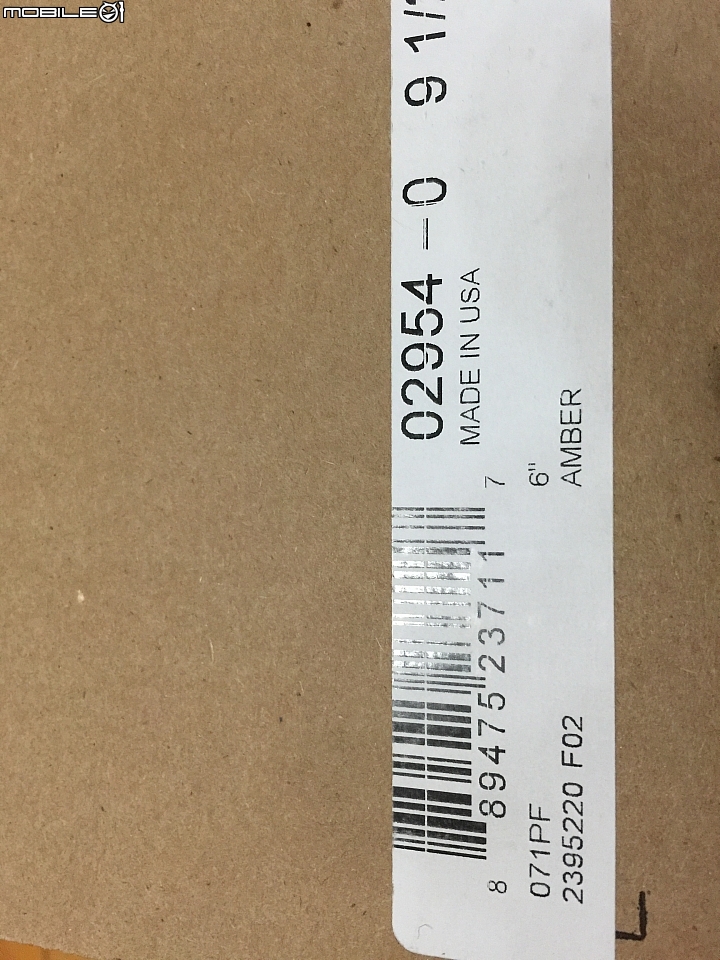 MOBILE01
02954 -0 9 1/
MADE IN USA
8 89475 23711 7
071PF 6"
2395220 F02 AMBER
L